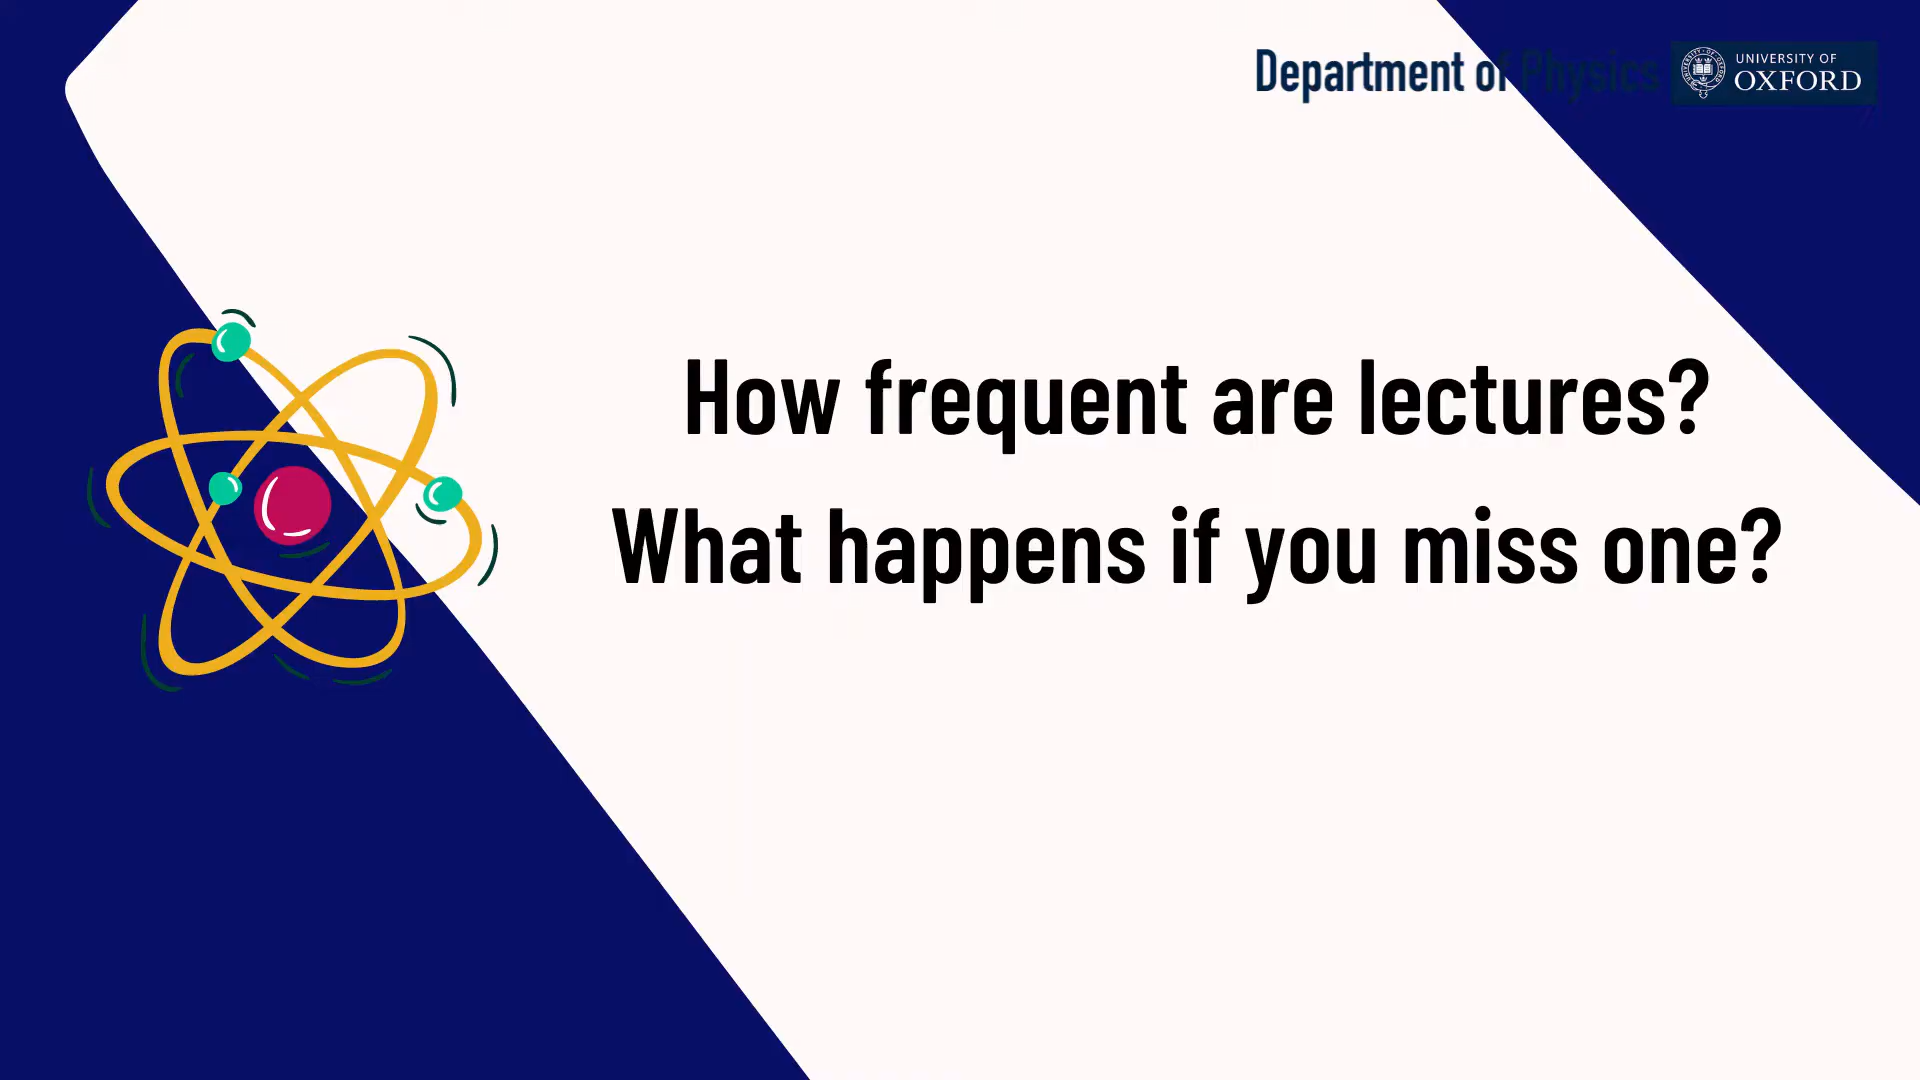 Department of Physics
UNIVERSITY OF
OXFORD
How frequent are lectures?
What happens if you miss one?